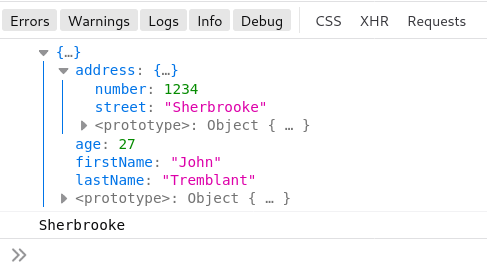 Errors Warnings Logs Info Debug CSS XHR Requests
{…}
address: {…}
number: 1234
street: "Sherbrooke"
<prototype>: Object { … }
age: 27
firstName: "John"
lastName: "Tremblant"
<prototype>: Object { … }
Sherbrooke